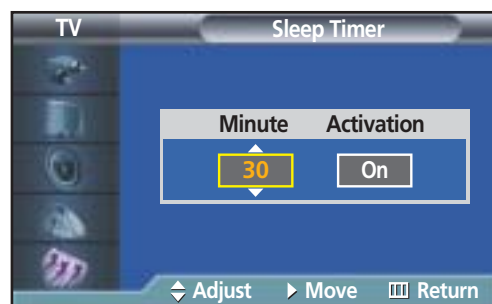 TV Sleep Timer
Minute Activation
30 On
Adjust Move Return